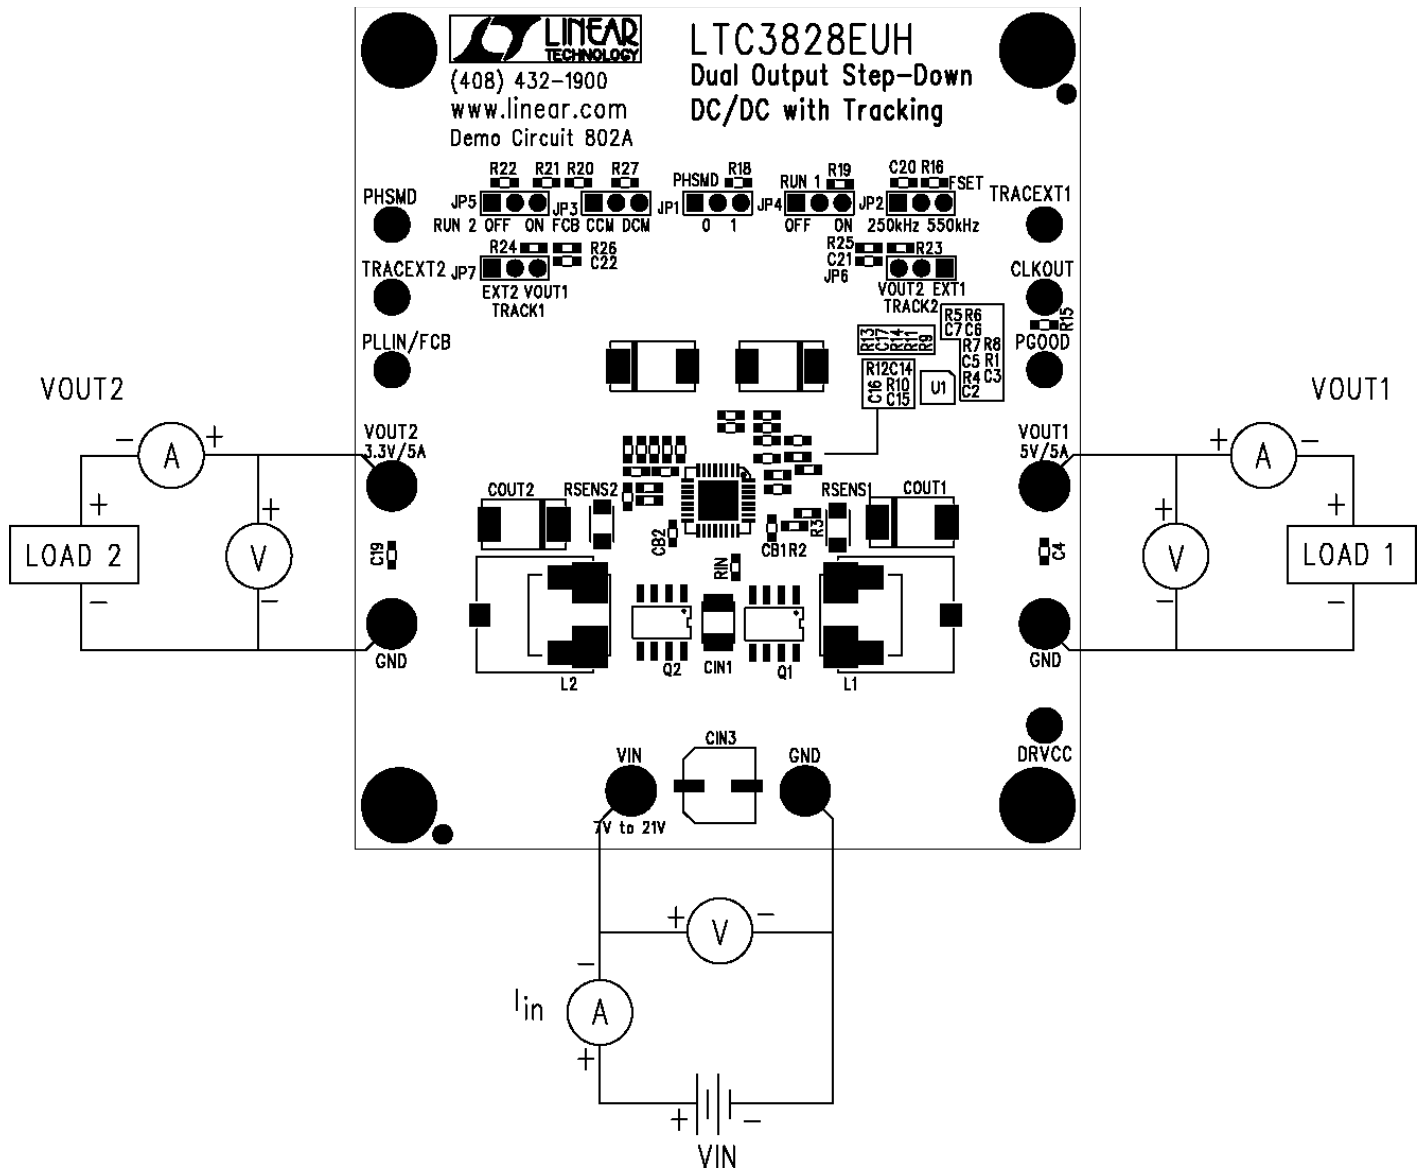 LINEAR
TECHNOLOGY
(408) 432-1900
www.linear.com
Demo Circuit 802A
LTC3828EUH
Dual Output Step-Down
DC/DC with Tracking
R22 R21 R20 R27
JP5 JP3
RUN 2 OFF ON FCB CCM DCM
PHSMD R18
JP1
0 1
RUN 1 R19
JP4
OFF ON
C20 R16
FSET
JP2
250kHz 550kHz
PHSMD
TRACEXT2
PLLIN/FCB
TRACEXT1
CLKOUT
R15
PGOOD
R24 R26
C22
JP7
EXT2 VOUT1
TRACK1
R25 R23
C21
JP6
VOUT2 EXT1
TRACK2
R13
C17
R14
R11
R9
R5 R6
C7 C6
R7 R8
C5 R1
R4 C3
C2
R12 C14
C16 R10
C15
U1
VOUT2
A
- +
+
V
-
+
LOAD 2
-
VOUT2
3.3V/5A
C19
GND
COUT2 RSENS2
CB2
RIN
CB1 R2
R3
RSENS1 COUT1
L2
Q2
CIN1
Q1
L1
VOUT1
5V/5A
C4
GND
DRVCC
VOUT1
+ -
A
+
V
-
+
LOAD 1
-
VIN
CIN3
GND
7V to 21V
+ V -
-
Iin A
+
+ -
VIN